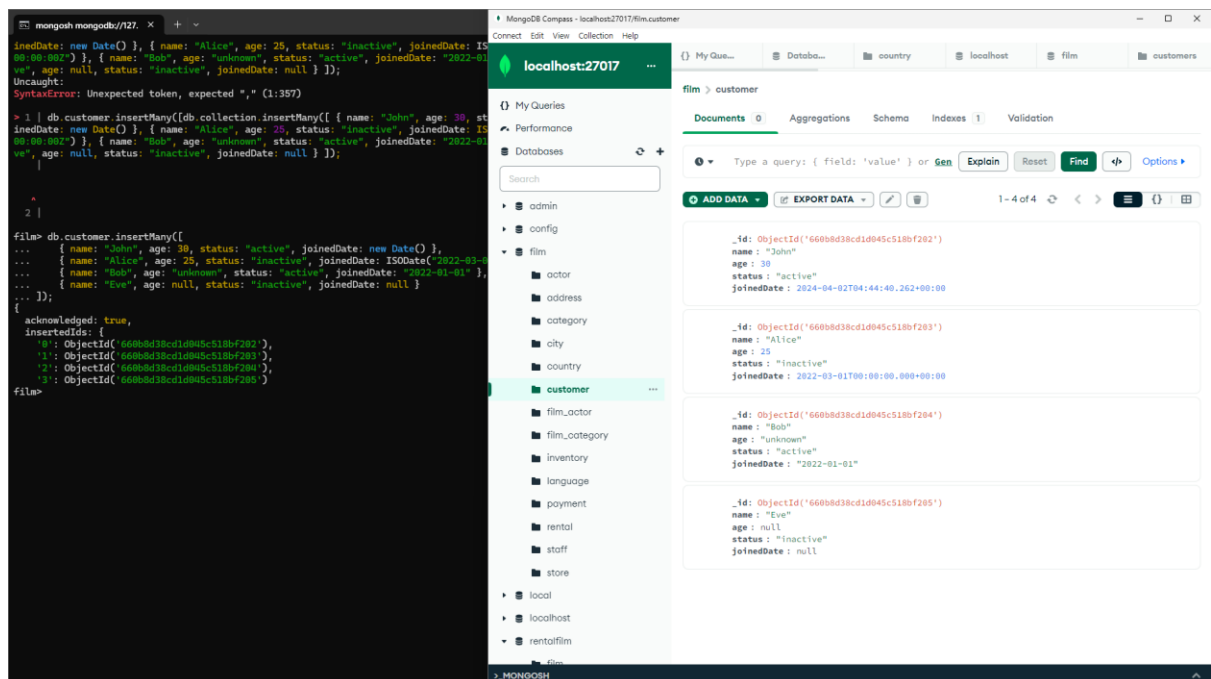 mongosh mongodb://127. × + ⌄
inedDate: new Date() }, { name: "Alice", age: 25, status: "inactive", joinedDate: IS
00:00:00Z") }, { name: "Bob", age: "unknown", status: "active", joinedDate: "2022-01
ve", age: null, status: "inactive", joinedDate: null } ]);
Uncaught:
SyntaxError: Unexpected token, expected "," (1:357)
> 1 | db.customer.insertMany([db.collection.insertMany([ { name: "John", age: 30, st
inedDate: new Date() }, { name: "Alice", age: 25, status: "inactive", joinedDate: IS
00:00:00Z") }, { name: "Bob", age: "unknown", status: "active", joinedDate: "2022-01
ve", age: null, status: "inactive", joinedDate: null } ]);
|
^
2 |
film> db.customer.insertMany([
... { name: "John", age: 30, status: "active", joinedDate: new Date() },
... { name: "Alice", age: 25, status: "inactive", joinedDate: ISODate("2022-03-0
... { name: "Bob", age: "unknown", status: "active", joinedDate: "2022-01-01" },
... { name: "Eve", age: null, status: "inactive", joinedDate: null }
... ]);
{
acknowledged: true,
insertedIds: {
'0': ObjectId('660b8d38cd1d045c518bf202'),
'1': ObjectId('660b8d38cd1d045c518bf203'),
'2': ObjectId('660b8d38cd1d045c518bf204'),
'3': ObjectId('660b8d38cd1d045c518bf205')
film>
MongoDB Compass - localhost:27017/film.customer
Connect Edit View Collection Help
localhost:27017 ...
{} My Queries
Performance
Databases
Search
admin
config
film
actor
address
category
city
country
customer ...
film_actor
film_category
inventory
language
payment
rental
staff
store
local
localhost
rentalfilm
film
{} My Que... Databa... country localhost film customers
film > customer
Documents 0 Aggregations Schema Indexes 1 Validation
Type a query: { field: 'value' } or Gen Explain Reset Find </> Options
ADD DATA EXPORT DATA 1 – 4 of 4 {}
_id: ObjectId('660b8d38cd1d045c518bf202')
name : "John"
age : 30
status : "active"
joinedDate : 2024-04-02T04:44:40.262+00:00
_id: ObjectId('660b8d38cd1d045c518bf203')
name : "Alice"
age : 25
status : "inactive"
joinedDate : 2022-03-01T00:00:00.000+00:00
_id: ObjectId('660b8d38cd1d045c518bf204')
name : "Bob"
age : "unknown"
status : "active"
joinedDate : "2022-01-01"
_id: ObjectId('660b8d38cd1d045c518bf205')
name : "Eve"
age : null
status : "inactive"
joinedDate : null
> MONGOSH